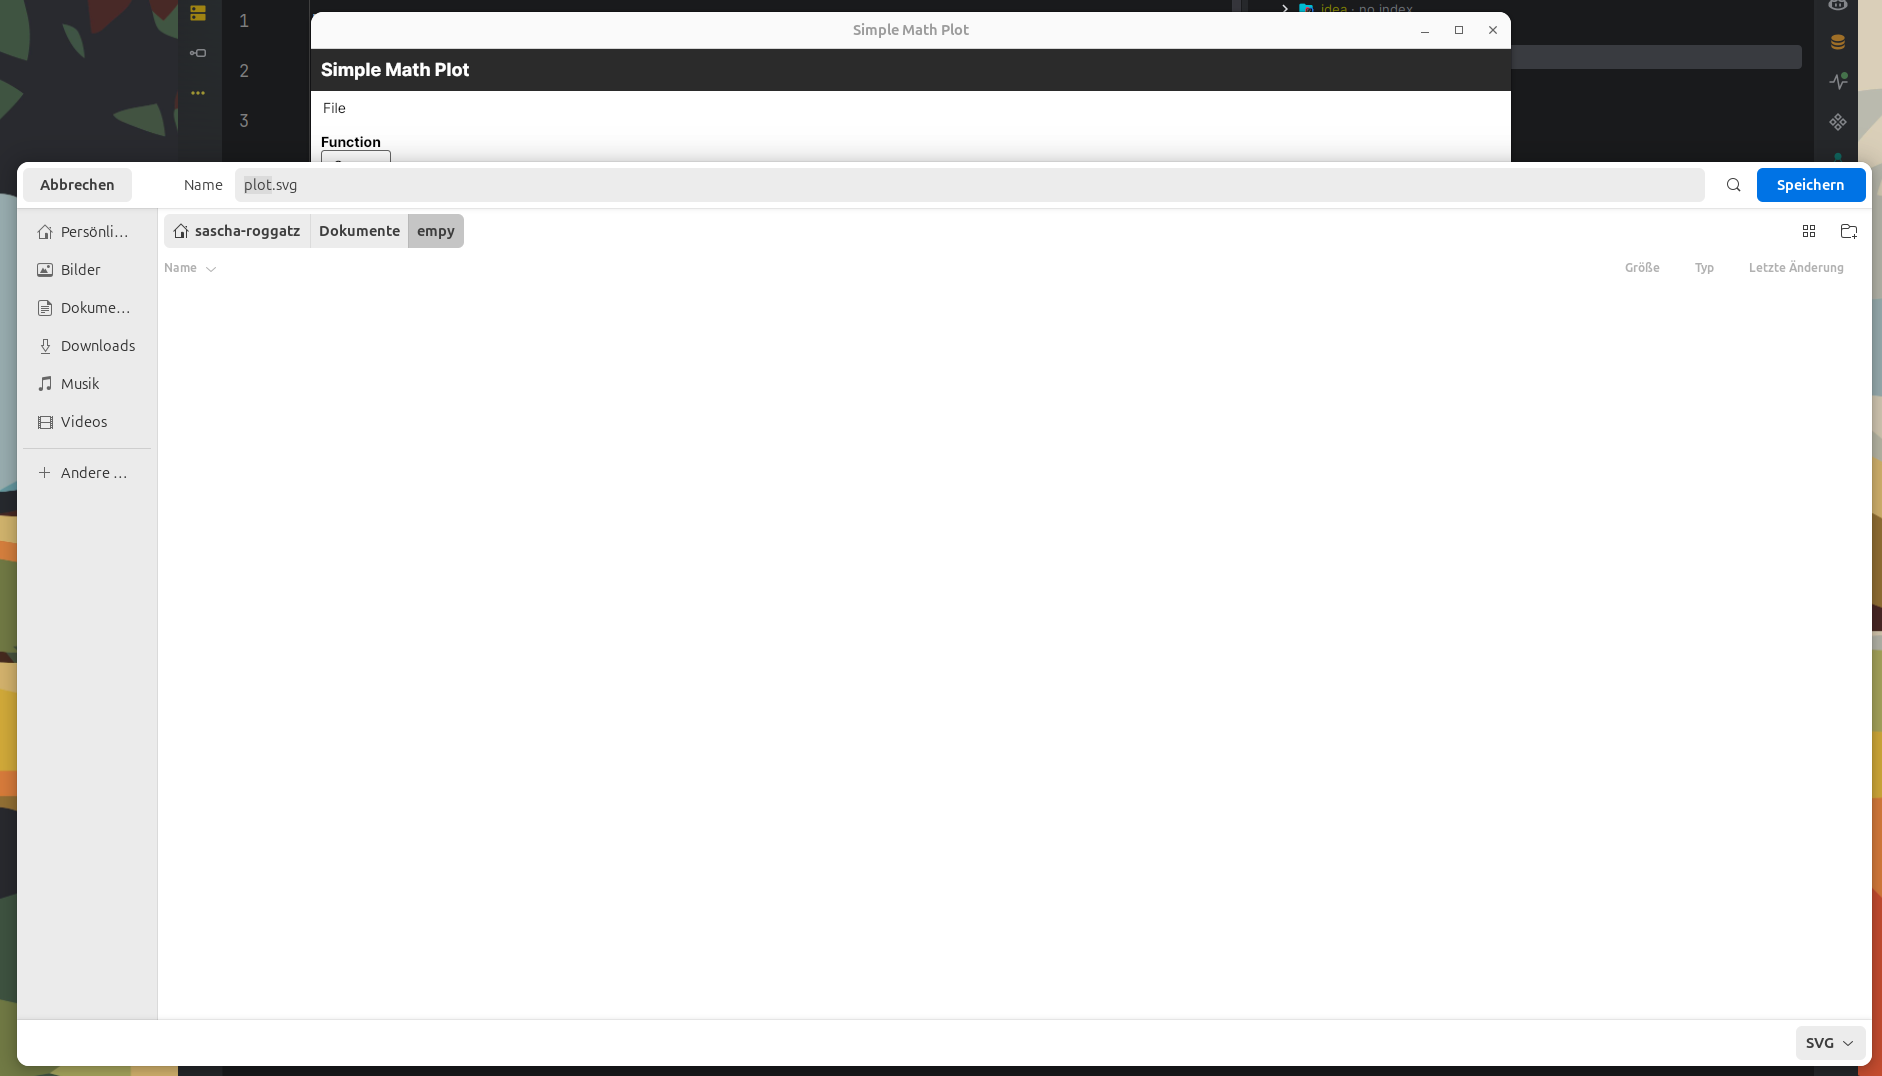 1
idea · no index
Simple Math Plot
2
Simple Math Plot
File
3
Function
Abbrechen
Name
plot.svg
Speichern
Persönli...
sascha-roggatz Dokumente empy
Name Größe Typ Letzte Änderung
Bilder
Dokume...
Downloads
Musik
Videos
Andere ...
SVG